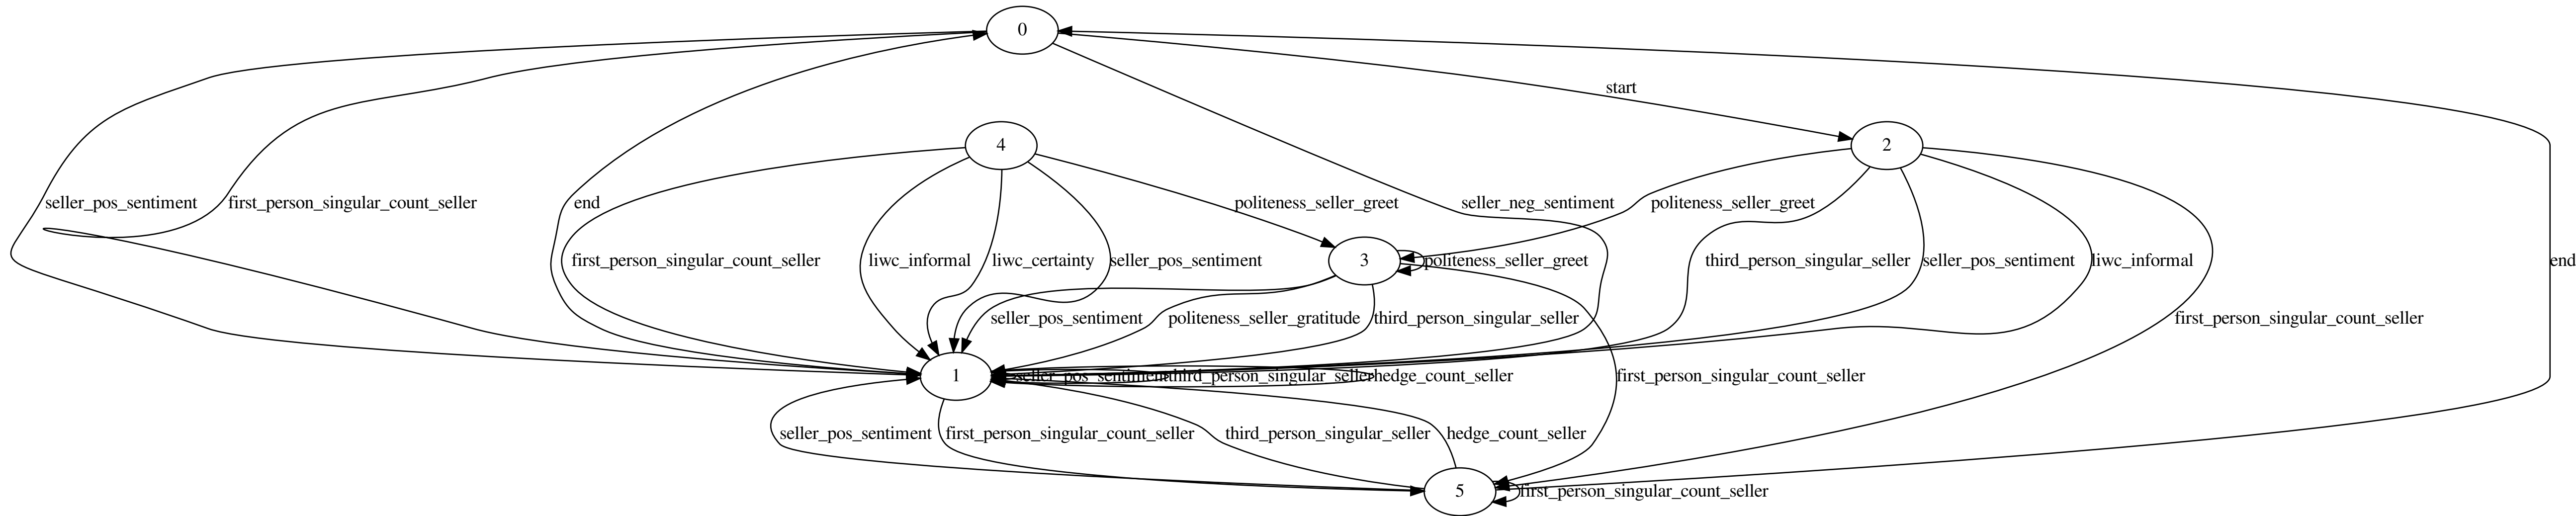 0
start
4
2
seller_pos_sentiment
first_person_singular_count_seller
end
politeness_seller_greet
seller_neg_sentiment
politeness_seller_greet
first_person_singular_count_seller
liwc_informal
liwc_certainty
seller_pos_sentiment
3
politeness_seller_greet
third_person_singular_seller
seller_pos_sentiment
liwc_informal
end
seller_pos_sentiment
politeness_seller_gratitude
third_person_singular_seller
first_person_singular_count_seller
1
seller_pos_sentiment
third_person_singular_seller
hedge_count_seller
first_person_singular_count_seller
seller_pos_sentiment
first_person_singular_count_seller
third_person_singular_seller
hedge_count_seller
5
first_person_singular_count_seller